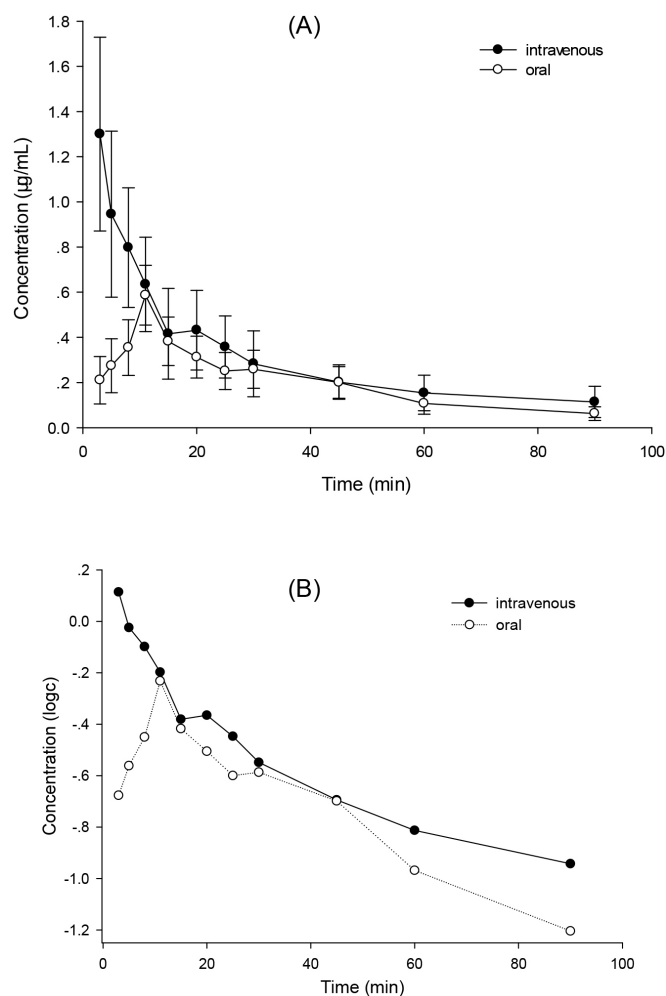 (A)
intravenous
oral
1.8
1.6
1.4
1.2
1.0
.8
.6
.4
.2
0.0
Concentration (µg/mL)
0 20 40 60 80 100
Time (min)
(B)
intravenous
oral
.2
0.0
-.2
-.4
-.6
-.8
-1.0
-1.2
Concentration (logc)
0 20 40 60 80 100
Time (min)